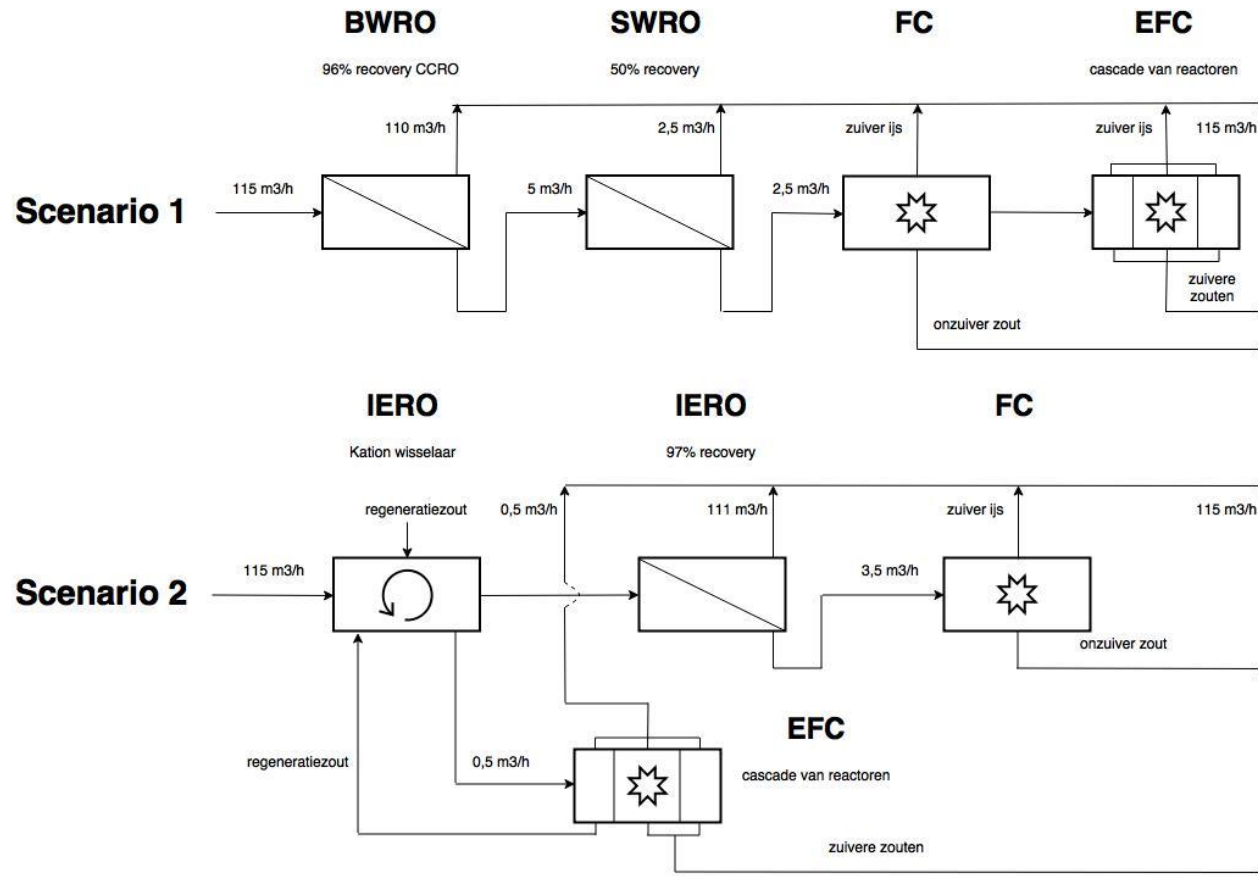 BWRO
SWRO
FC
EFC
96% recovery CCRO
50% recovery
cascade van reactoren
110 m3/h
2,5 m3/h
zuiver ijs
zuiver ijs
115 m3/h
Scenario 1
115 m3/h
5 m3/h
2,5 m3/h
zuivere
zouten
onzuiver zout
IERO
IERO
FC
Kation wisselaar
97% recovery
regeneratiezout
0,5 m3/h
111 m3/h
zuiver ijs
115 m3/h
Scenario 2
115 m3/h
3,5 m3/h
onzuiver zout
EFC
regeneratiezout
0,5 m3/h
cascade van reactoren
zuivere zouten